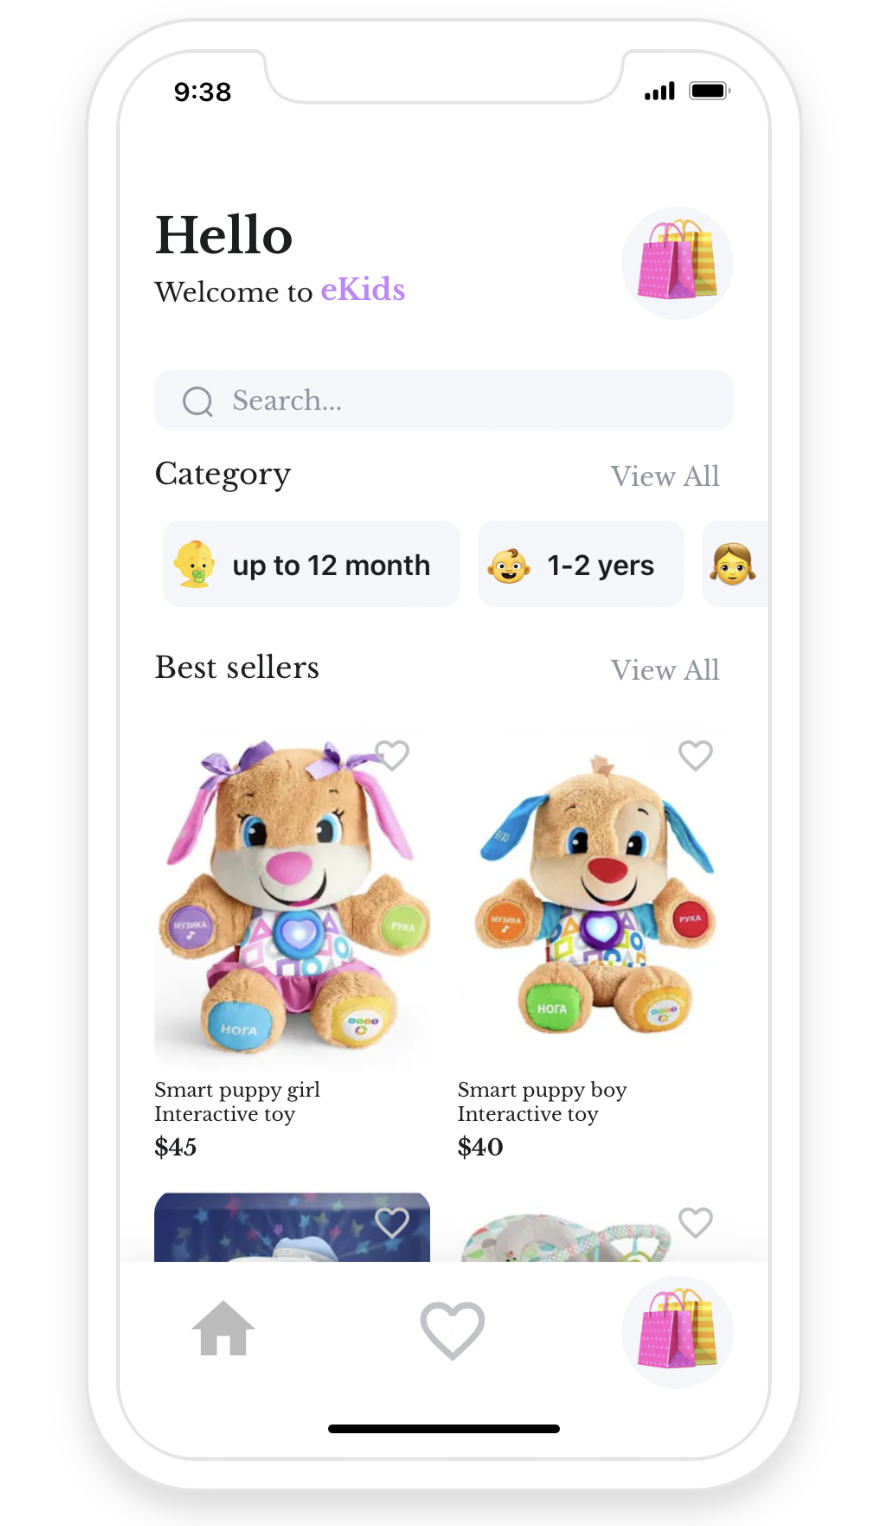 9:38
Hello
Welcome to eKids
Search...
Category View All
up to 12 month 1-2 yers
Best sellers View All
МУЗИКА РУКА МУЗИКА РУКА
НОГА НОГА
Smart puppy girl Smart puppy boy
Interactive toy Interactive toy
$45 $40